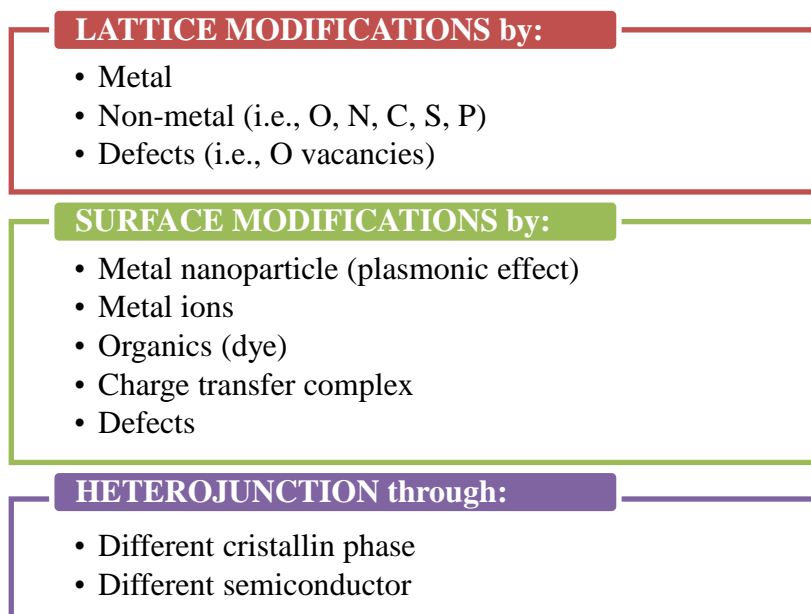 LATTICE MODIFICATIONS by:
• Metal
• Non-metal (i.e., O, N, C, S, P)
• Defects (i.e., O vacancies)
SURFACE MODIFICATIONS by:
• Metal nanoparticle (plasmonic effect)
• Metal ions
• Organics (dye)
• Charge transfer complex
• Defects
HETEROJUNCTION through:
• Different cristallin phase
• Different semiconductor